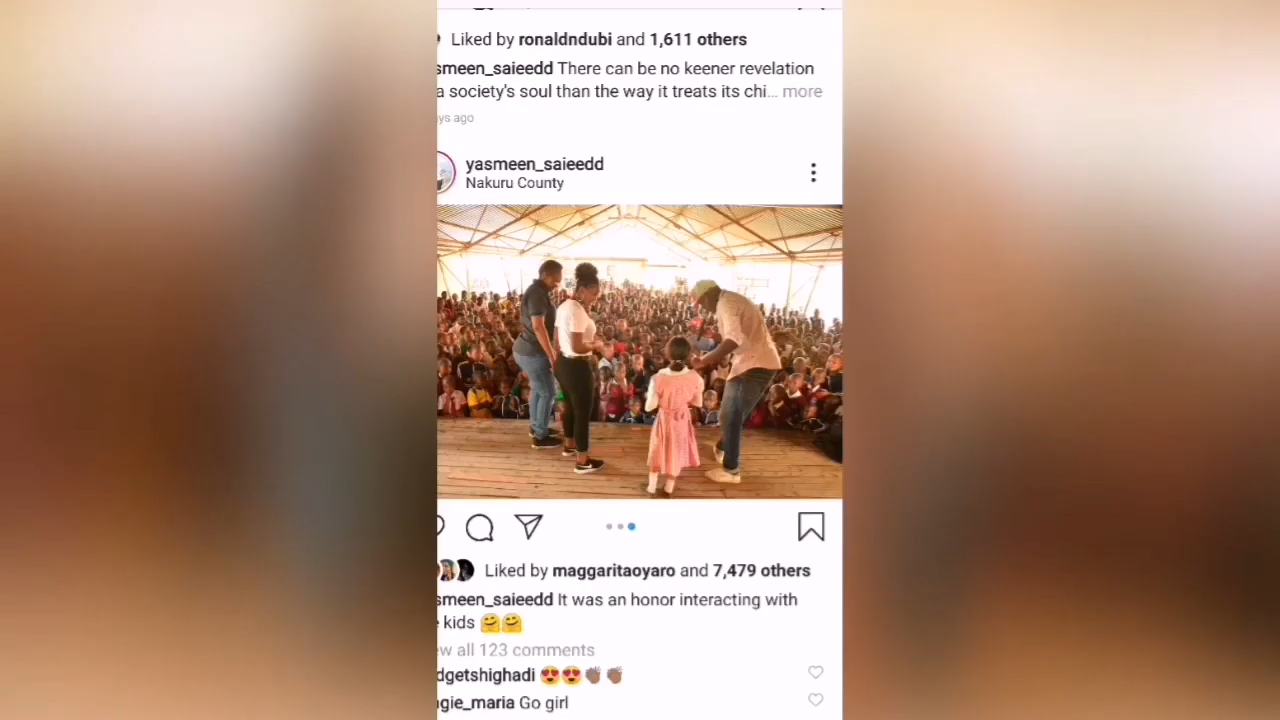 Liked by ronaldndubi and 1,611 others
smeen_saieedd There can be no keener revelation
a society's soul than the way it treats its chi... more
ys ago
yasmeen_saieedd
Nakuru County
Liked by maggaritaoyaro and 7,479 others
smeen_saieedd It was an honor interacting with
e kids 🤗🤗
ew all 123 comments
dgetshighadi 😍😍👏🏾👏🏾
ngie_maria Go girl